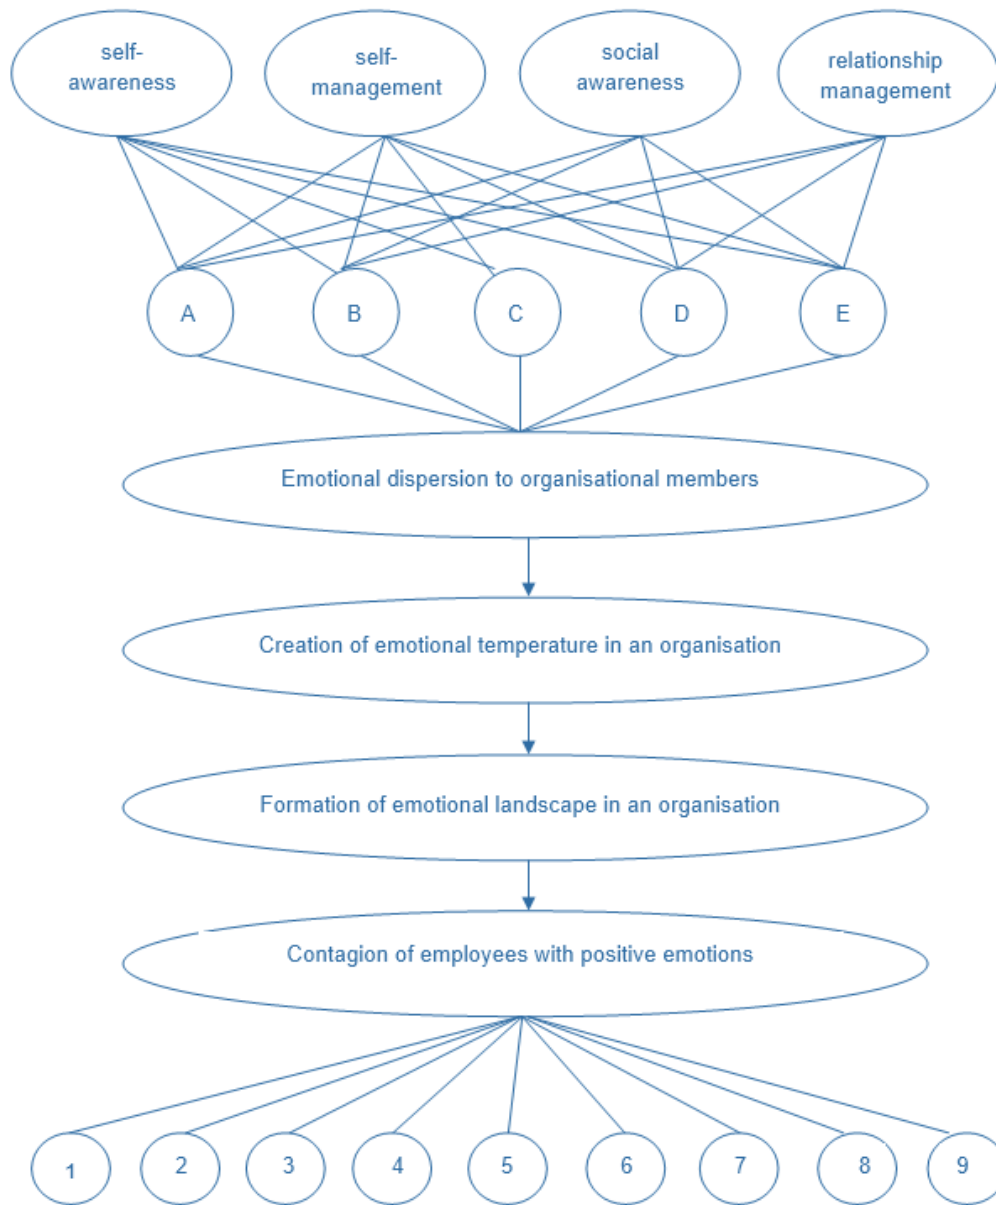 self-
awareness
self-
management
social
awareness
relationship
management
A
B
C
D
E
Emotional dispersion to organisational members
Creation of emotional temperature in an organisation
Formation of emotional landscape in an organisation
Contagion of employees with positive emotions
1
2
3
4
5
6
7
8
9